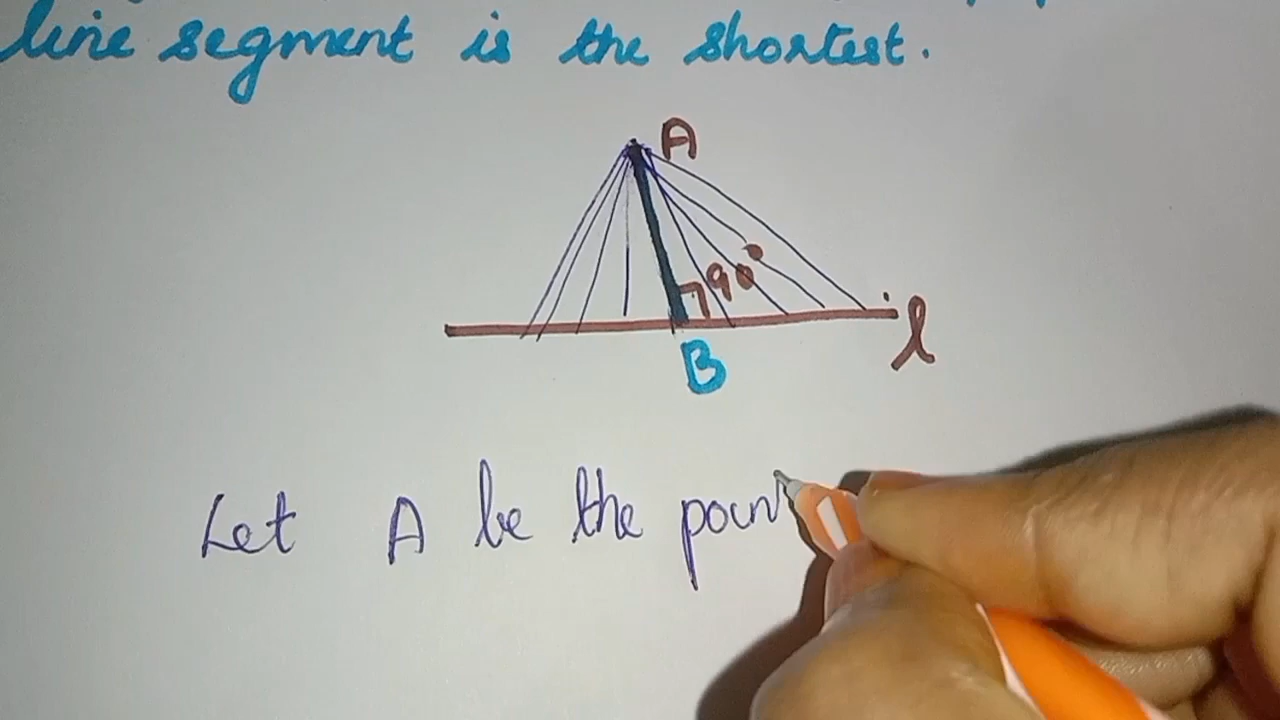 line segment is the shortest.
A
90°
l
B
Let A be the poin